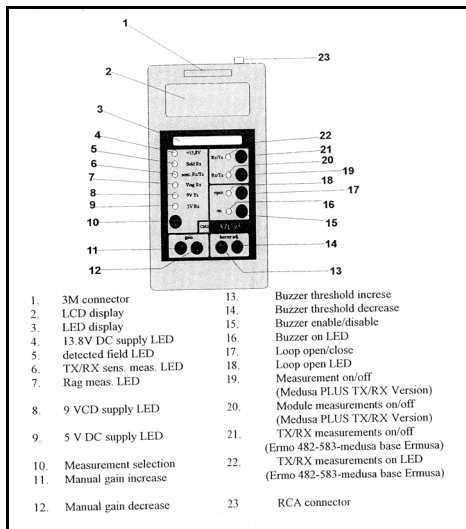 1
23
2
3
4
22
+13,8V
5
Rx/Tx
21
field Rx
6
20
sens. Rx/Tx
Rx/Tx
19
7
Vrag Rx
18
8
9V Tx
open
17
9
5V Rx
16
10
on
15
gain
11
14
12
13
1. 3M connector
2. LCD display
3. LED display
4. 13.8V DC supply LED
5. detected field LED
6. TX/RX sens. meas. LED
7. Rag meas. LED
8. 9 VCD supply LED
9. 5 V DC supply LED
10. Measurement selection
11. Manual gain increase
12. Manual gain decrease
13. Buzzer threshold increse
14. Buzzer threshold decrease
15. Buzzer enable/disable
16. Buzzer on LED
17. Loop open/close
18. Loop open LED
19. Measurement on/off
(Medusa PLUS TX/RX Version)
20. Module measurements on/off
(Medusa PLUS TX/RX Version)
21. TX/RX measurements on/off
(Ermo 482-583-medusa base Ermusa)
22. TX/RX measurements on LED
(Ermo 482-583-medusa base Ermusa)
23 RCA connector